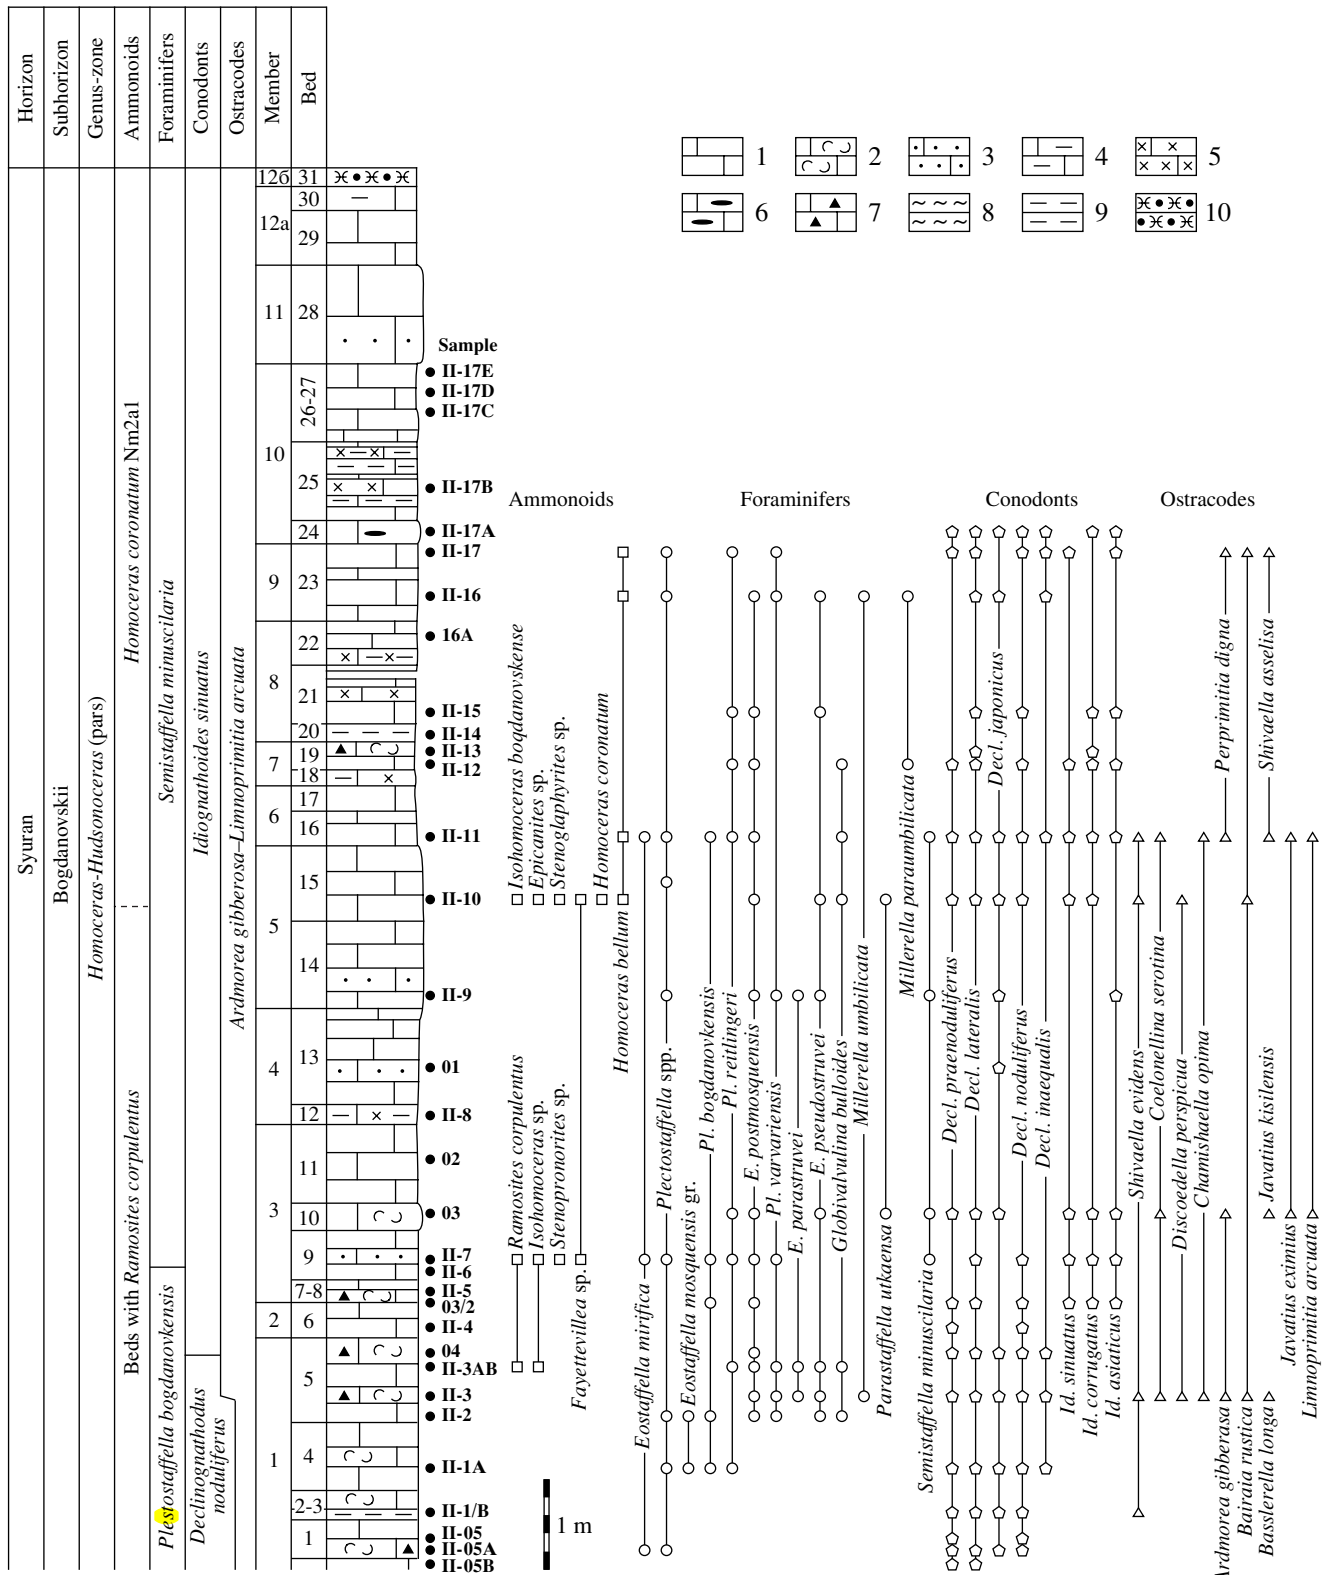 Horizon
Subhorizon
Genus-zone
Ammonoids
Foraminifers
Conodonts
Ostracodes
Member
Bed
Syuran
Bogdanovskii
Homoceras-Hudsonoceras (pars)
Beds with Ramosites corpulentus
Homoceras coronatum Nm2a1
Plestostaffella bogdanovkensis
Semistaffella minuscilaria
Declinognathodus
noduliferus
Idiognathoides sinuatus
Ardmorea gibberosa–Limnoprimitia arcuata
12б
12a
11
10
9
8
7
6
5
4
3
2
1
31
30
29
28
26-27
25
24
23
22
21
20
19
18
17
16
15
14
13
12
11
10
9
7-8
6
5
4
2-3
1
Sample
II-17E
II-17D
II-17C
II-17B
II-17A
II-17
II-16
16A
II-15
II-14
II-13
II-12
II-11
II-10
II-9
01
II-8
02
03
II-7
II-6
II-5
03/2
II-4
04
II-3AB
II-3
II-2
II-1A
II-1/B
II-05
II-05A
II-05B
1 m
1
2
3
4
5
6
7
8
9
10
Ammonoids
Foraminifers
Conodonts
Ostracodes
Isohomoceras boqdanovskense
Epicanites sp.
Stenoglaphyrites sp.
Homoceras coronatum
Homoceras bellum
Ramosites corpulentus
Isohomoceras sp.
Stenopronorites sp.
Fayettevillea sp.
Eostaffella mirifica
Plectostaffella spp.
Eostaffella mosquensis gr.
Pl. bogdanovkensis
Pl. reitlingeri
E. postmosquensis
Pl. varvariensis
E. parastruvei
E. pseudostruvei
Globivalvulina bulloides
Millerella umbilicata
Parastaffella utkaensa
Millerella paraumbilicata
Semistaffella minuscilaria
Decl. praenoduliferus
Decl. lateralis
Decl. japonicus
Decl. noduliferus
Decl. inaequalis
Id. sinuatus
Id. corrugatus
Id. asiaticus
Shivaella evidens
Coelonellina serotina
Discoedella perspicua
Chamishaella opima
Ardmorea gibberasa
Perprimitia digna
Bairaia rustica
Basslerella longa
Shivaella asselisa
Javatius kisilensis
Javatius eximius
Limnoprimitia arcuata